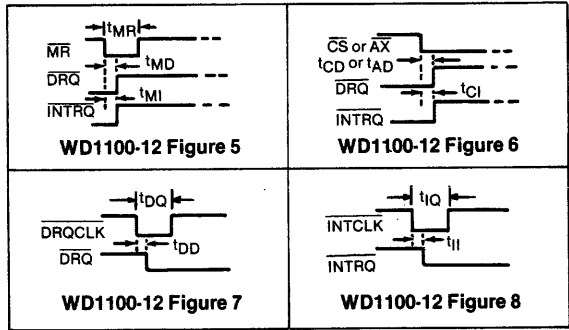 tMR
MR
tMD
DRQ
tMI
INTRQ
WD1100-12 Figure 5
CS or AX
tCD or tAD
DRQ
tCI
INTRQ
WD1100-12 Figure 6
tDQ
DRQCLK
tDD
DRQ
WD1100-12 Figure 7
tIQ
INTCLK
tII
INTRQ
WD1100-12 Figure 8